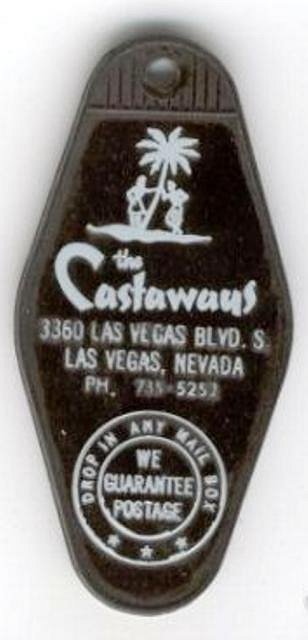 the
Castaways
3360 LAS VEGAS BLVD. S.
LAS VEGAS, NEVADA
PH. 735-5252
DROP IN ANY MAIL BOX
WE
GUARANTEE
POSTAGE